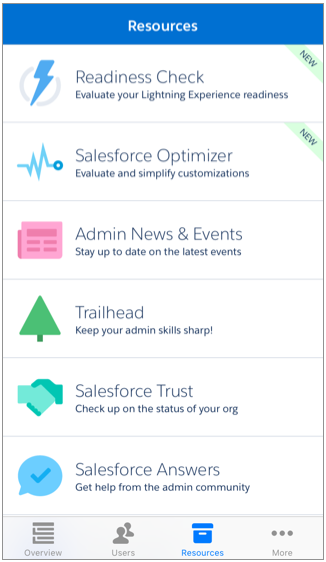 Resources
NEW
Readiness Check
Evaluate your Lightning Experience readiness
NEW
Salesforce Optimizer
Evaluate and simplify customizations
Admin News & Events
Stay up to date on the latest events
Trailhead
Keep your admin skills sharp!
Salesforce Trust
Check up on the status of your org
Salesforce Answers
Get help from the admin community
Overview
Users
Resources
More